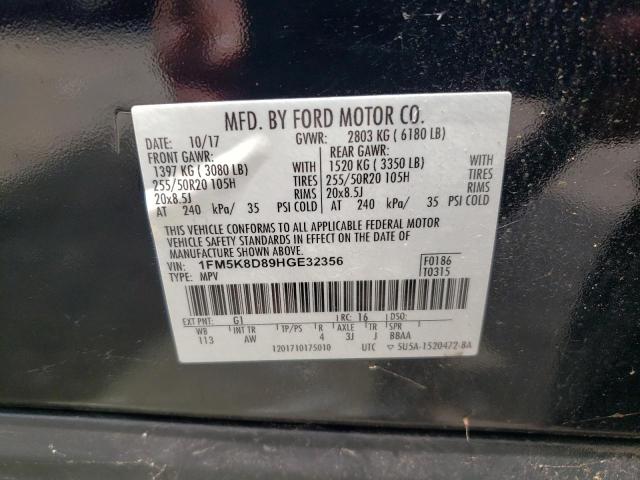 MFD. BY FORD MOTOR CO.
DATE: 10/17 GVWR: 2803 KG ( 6180 LB)
FRONT GAWR: REAR GAWR:
1397 KG ( 3080 LB) WITH 1520 KG ( 3350 LB) WITH
255/50R20 105H TIRES 255/50R20 105H TIRES
20x8.5J RIMS 20x8.5J RIMS
AT 240 kPa/ 35 PSI COLD AT 240 kPa/ 35 PSI COLD
THIS VEHICLE CONFORMS TO ALL APPLICABLE FEDERAL MOTOR
VEHICLE SAFETY AND THEFT PREVENTION STANDARDS IN EFFECT ON THE DATE OF
MANUFACTURE SHOWN ABOVE.
VIN: 1FM5K8D89HGE32356 F0186
TYPE: MPV T0315
EXT PNT: G1 RC: 16 DSO:
WB INT TR TP/PS R AXLE TR SPR
113 AW 4 3J J BBAA
1201710175010 UTC SU5A-1520472-BA